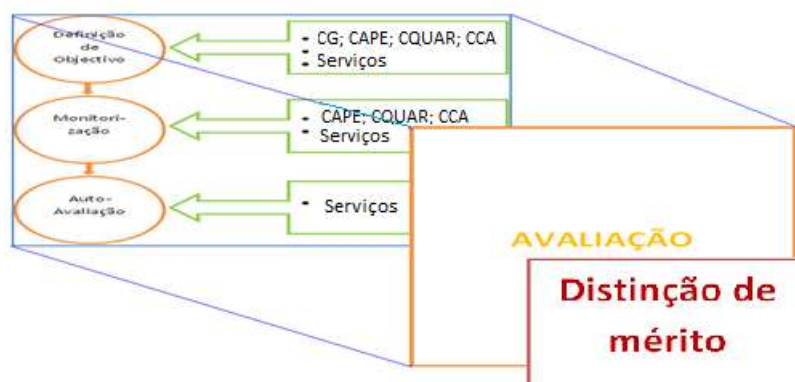 Definição
de
Objectivo
CG; CAPE; CQUAR; CCA
Serviços
Monitori-
zação
CAPE; CQUAR; CCA
Serviços
Auto-
Avaliação
Serviços
AVALIAÇÃO
Distinção de
mérito